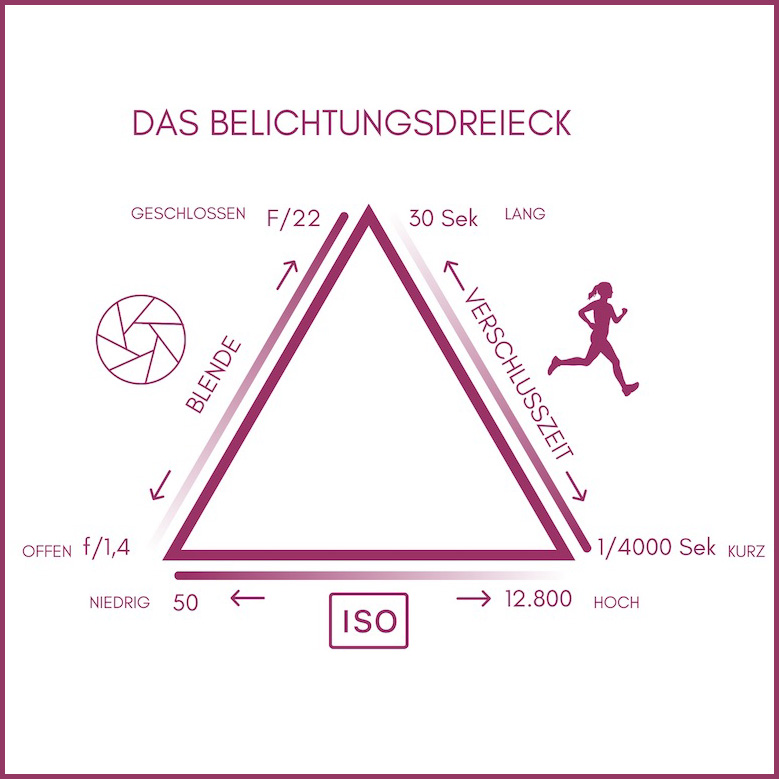 DAS BELICHTUNGSDREIECK
GESCHLOSSEN F/22 30 Sek LANG
BLENDE
VERSCHLUSSZEIT
OFFEN f/1,4 1/4000 Sek KURZ
NIEDRIG 50 12.800 HOCH
ISO